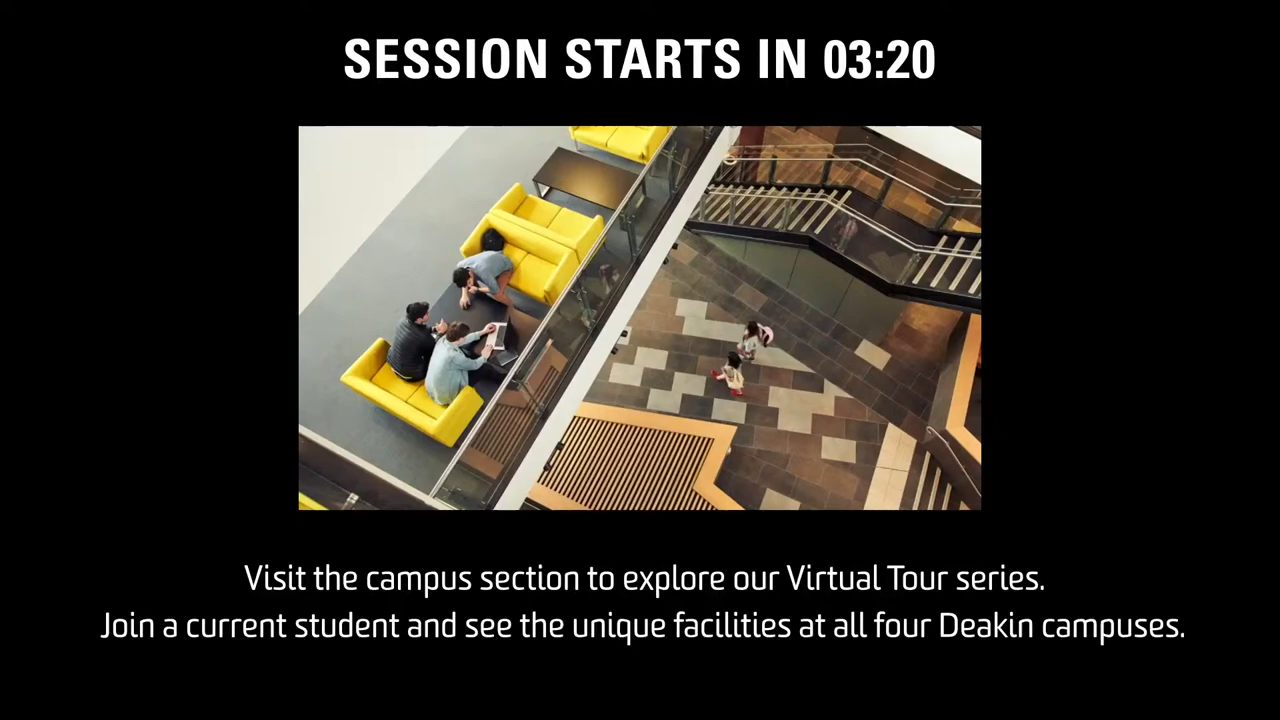 SESSION STARTS IN 03:20
Visit the campus section to explore our Virtual Tour series.
Join a current student and see the unique facilities at all four Deakin campuses.